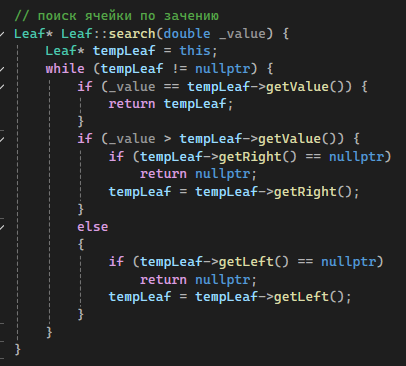 // поиск ячейки по зачению
Leaf* Leaf::search(double _value) {
    Leaf* tempLeaf = this;
    while (tempLeaf != nullptr) {
        if (_value == tempLeaf->getValue()) {
            return tempLeaf;
        }
        if (_value > tempLeaf->getValue()) {
            if (tempLeaf->getRight() == nullptr)
                return nullptr;
            tempLeaf = tempLeaf->getRight();
        }
        else
        {
            if (tempLeaf->getLeft() == nullptr)
                return nullptr;
            tempLeaf = tempLeaf->getLeft();
        }
    }
}